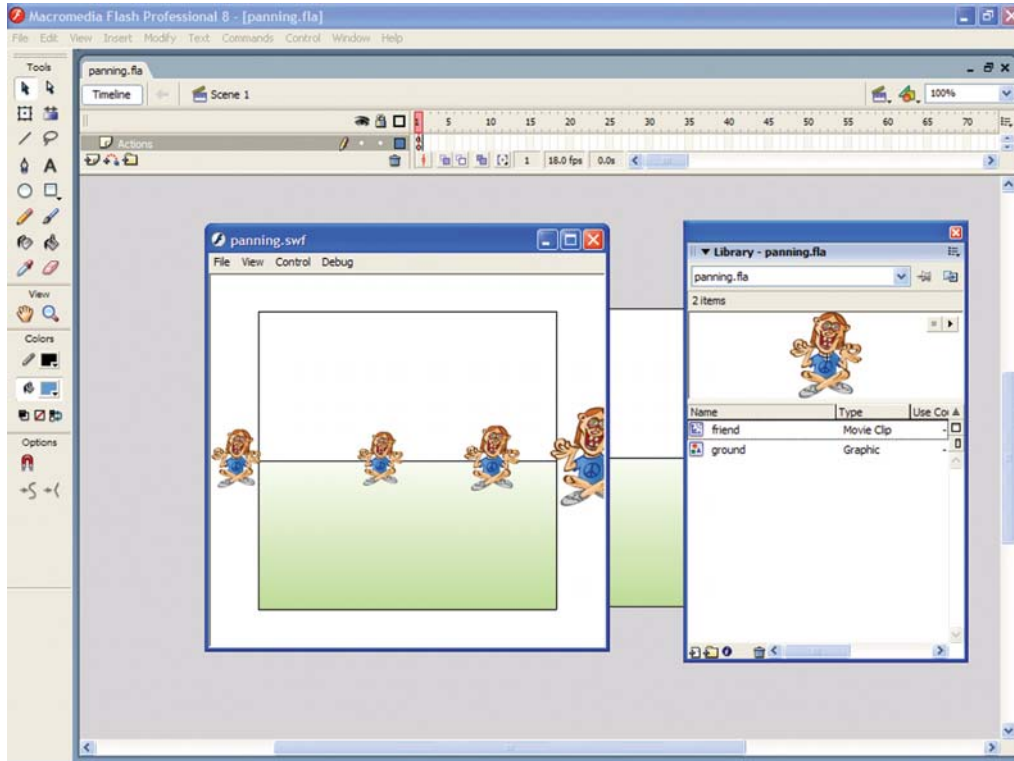 Macromedia Flash Professional 8 - [panning.fla]
File Edit View Insert Modify Text Commands Control Window Help
Tools
panning.fla
Timeline
Scene 1
100%
1 5 10 15 20 25 30 35 40 45 50 55 60 65 70
Actions
1 18.0 fps 0.0s
A
View
Colors
Options
panning.swf
File View Control Debug
Library - panning.fla
panning.fla
2 items
Name Type Use Cou
friend Movie Clip -
ground Graphic -